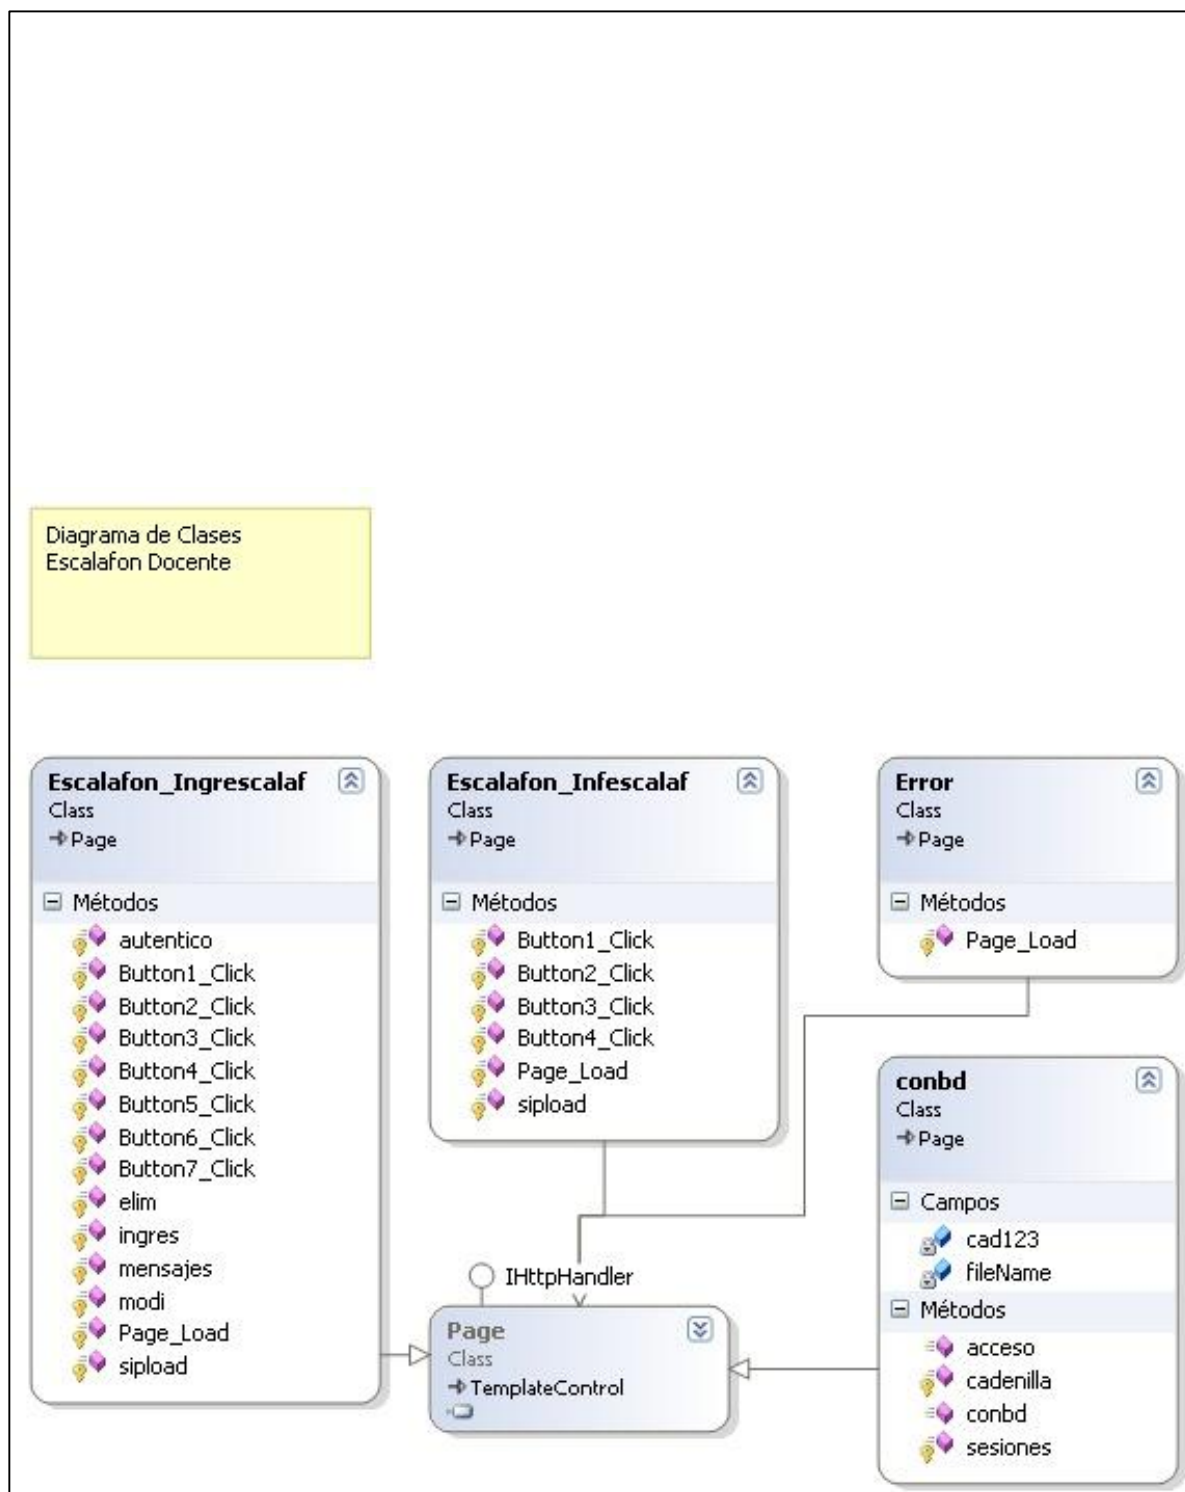 Diagrama de Clases
Escalafon Docente
Escalafon_Ingrescalaf
Class
Page
Métodos
autentico
Button1_Click
Button2_Click
Button3_Click
Button4_Click
Button5_Click
Button6_Click
Button7_Click
elim
ingres
mensajes
modi
Page_Load
sipload
Escalafon_Infescalaf
Class
Page
Métodos
Button1_Click
Button2_Click
Button3_Click
Button4_Click
Page_Load
sipload
Error
Class
Page
Métodos
Page_Load
conbd
Class
Page
Campos
cad123
fileName
Métodos
acceso
cadenilla
conbd
sesiones
IHttpHandler
Page
Class
TemplateControl